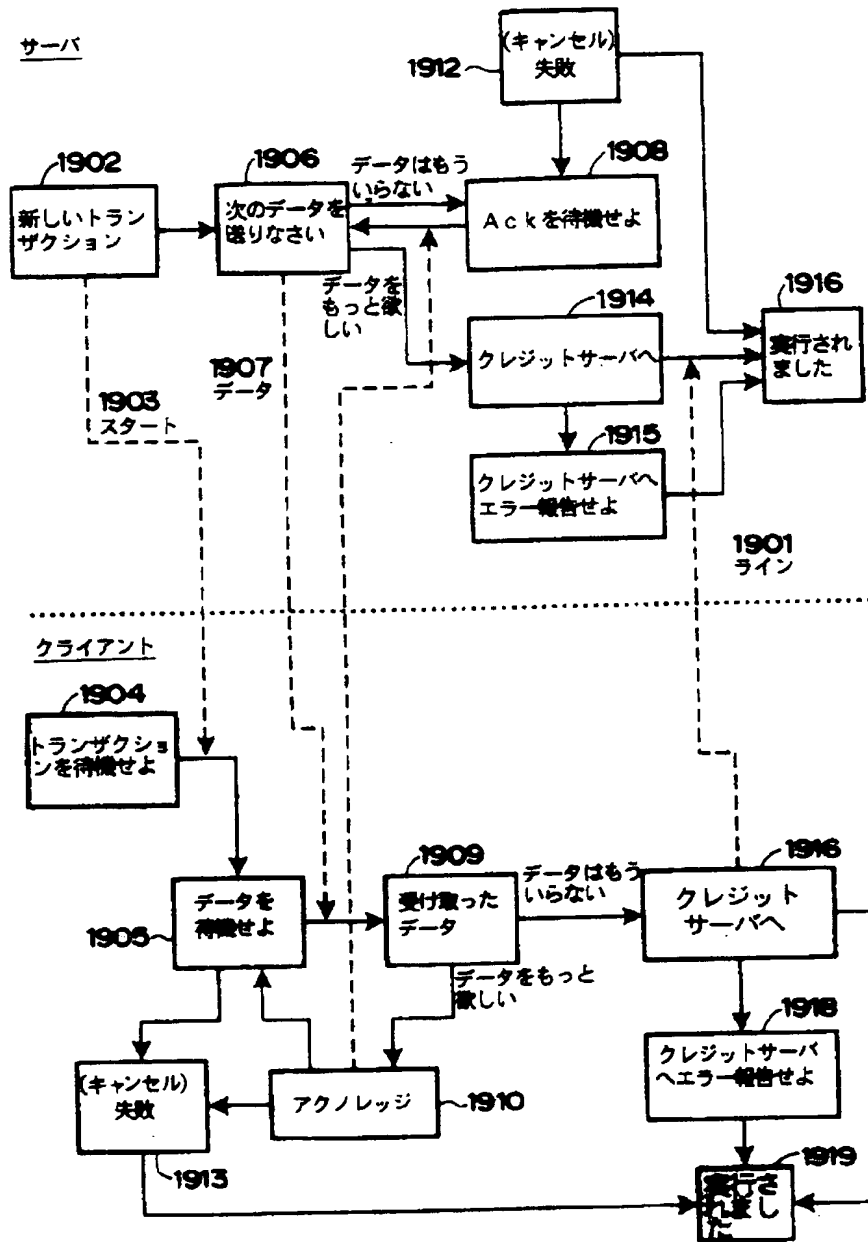 サーバ
1912
(キャンセル)
失敗
1902
新しいトラン
ザクション
1906
次のデータを
送りなさい
データはもう
いらない
1908
Ackを待機せよ
データを
もっと欲
しい
1914
クレジットサーバへ
1916
実行され
ました
1903
スタート
1907
データ
1915
クレジットサーバへ
エラー報告せよ
1901
ライン
クライアント
1904
トランザクショ
ンを待機せよ
1905
データを
待機せよ
1909
受け取った
データ
データはもう
いらない
1916
クレジット
サーバへ
データをもっと
欲しい
1918
クレジットサーバ
へエラー報告せよ
(キャンセル)
失敗
1913
アクノレッジ
1910
1919
実行さ
れまし
た